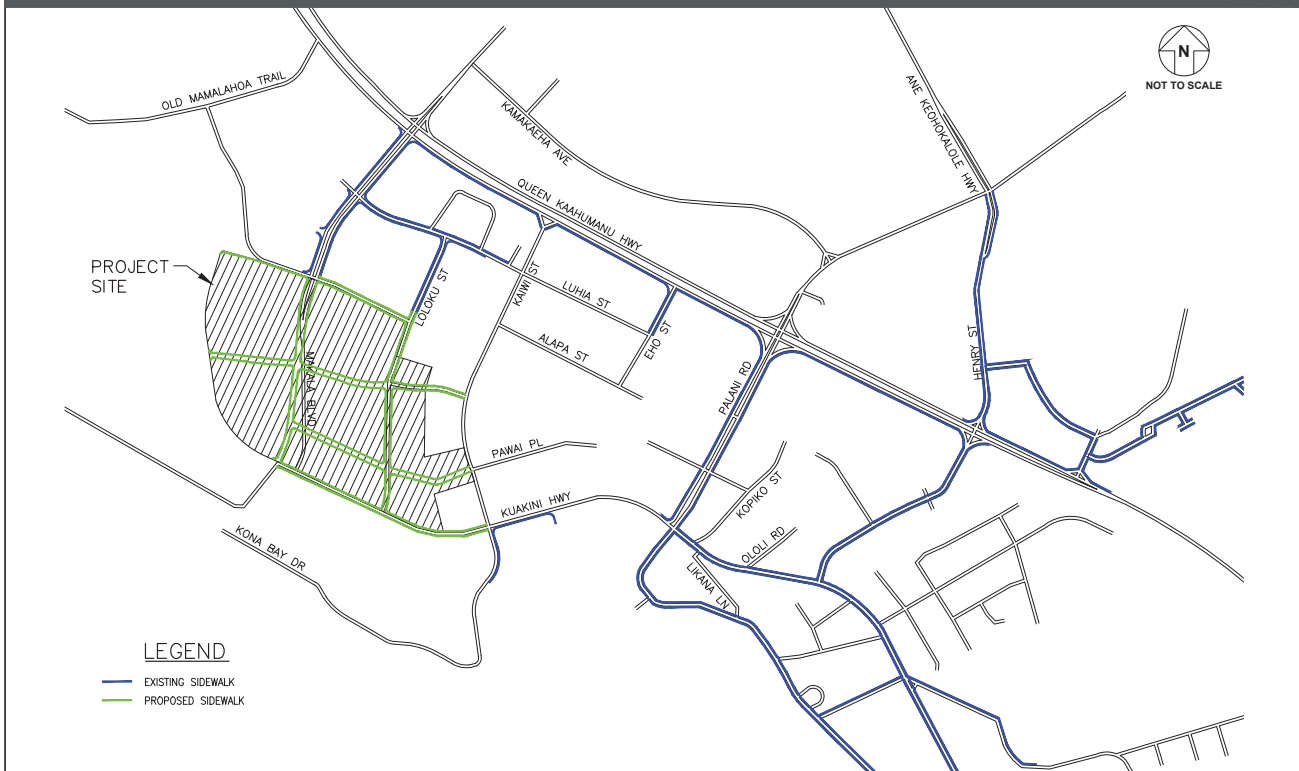 N
NOT TO SCALE
OLD MAMALAHOA TRAIL
KAMAKAEHA AVE
ANE KEOHOKALOLE HWY
QUEEN KAAHUMANU HWY
PROJECT
SITE
LOLOKU ST
KAIWI ST
LUHIA ST
ALAPA ST
EHO ST
HENRY ST
MAKALA BLVD
PALANI RD
PAWAI PL
KOPIKO ST
KUAKINI HWY
OLOLI RD
LIKANA LN
KONA BAY DR
LEGEND
EXISTING SIDEWALK
PROPOSED SIDEWALK